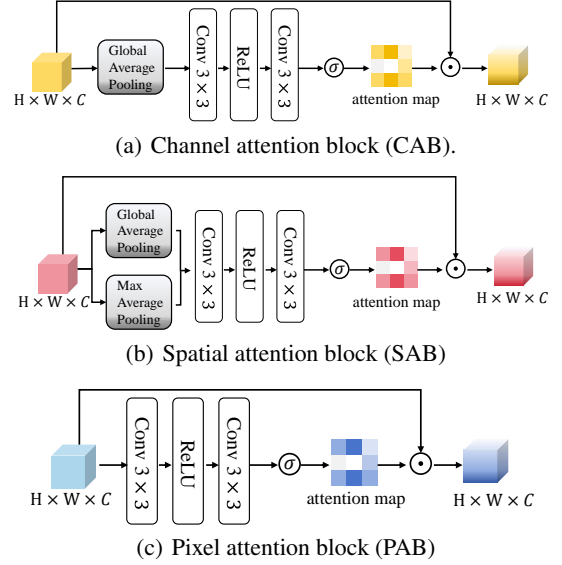 Global
Average
Pooling
Conv 3 × 3
ReLU
Conv 3 × 3
σ
attention map
H × W × C
H × W × C
(a) Channel attention block (CAB).
Global
Average
Pooling
Max
Average
Pooling
Conv 3 × 3
ReLU
Conv 3 × 3
σ
attention map
H × W × C
H × W × C
(b) Spatial attention block (SAB)
Conv 3 × 3
ReLU
Conv 3 × 3
σ
attention map
H × W × C
H × W × C
(c) Pixel attention block (PAB)